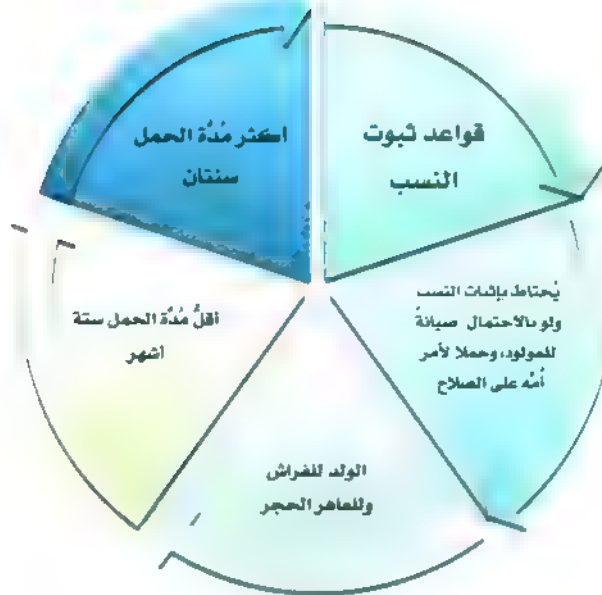 قواعد ثبوت
النسب
يُحتاط بإثبات النسب
ولو بالاحتمال صيانةً
للمولود، وحملا لأمر
أمّه على الصلاح
الولد للفراش
وللعاهر الحجر
أقلُّ مُدَّة الحمل ستة
أشهر
أكثر مُدَّة الحمل
سنتان